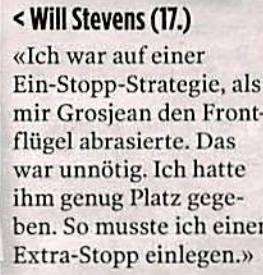 < Will Stevens (17.)
«Ich war auf einer
Ein-Stopp-Strategie, als
mir Grosjean den Front-
flügel abrasierte. Das
war unnötig. Ich hatte
ihm genug Platz gege-
ben. So musste ich einen
Extra-Stopp einlegen.»